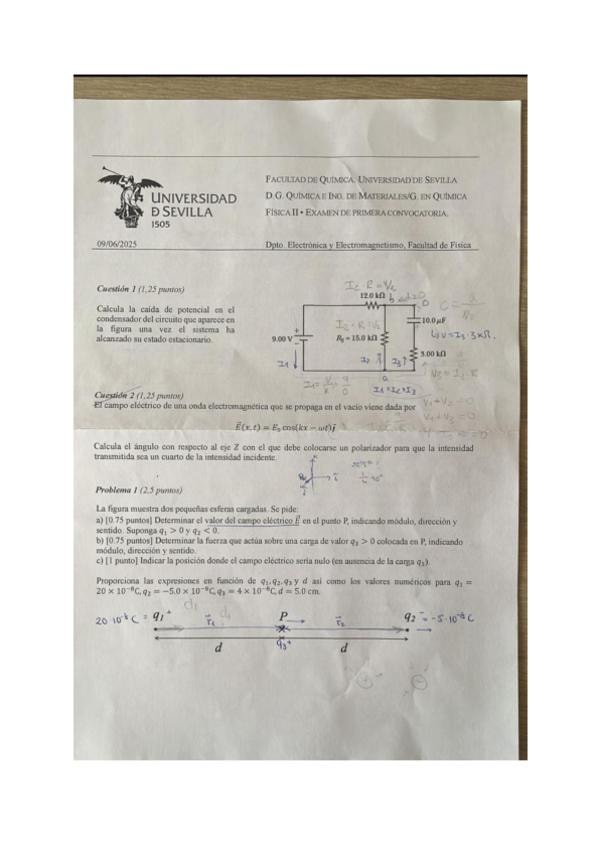 UNIVERSIDAD
D SEVILLA
1505
FACULTAD DE QUÍMICA. UNIVERSIDAD DE SEVILLA
D.G. QUÍMICA E ING. DE MATERIALES/G. EN QUÍMICA
FÍSICA II • EXAMEN DE PRIMERA CONVOCATORIA.
09/06/2025
Dpto. Electrónica y Electromagnetismo, Facultad de Física
Cuestión 1 (1,25 puntos)
Calcula la caída de potencial en el
condensador del circuito que aparece en
la figura una vez el sistema ha
alcanzado su estado estacionario.
12.0 kΩ b
10.0 μF
9.00 V
R₂ = 15.0 kΩ
3.00 kΩ
I₁
I₂
I₃
a
Cuestión 2 (1,25 puntos)
El campo eléctrico de una onda electromagnética que se propaga en el vacío viene dada por
E⃗(x,t) = E₀ cos(kx − ωt)j⃗
Calcula el ángulo con respecto al eje Z con el que debe colocarse un polarizador para que la intensidad
transmitida sea un cuarto de la intensidad incidente.
Problema 1 (2,5 puntos)
La figura muestra dos pequeñas esferas cargadas. Se pide:
a) [0.75 puntos] Determinar el valor del campo eléctrico E⃗ en el punto P, indicando módulo, dirección y
sentido. Suponga q₁ > 0 y q₂ < 0.
b) [0.75 puntos] Determinar la fuerza que actúa sobre una carga de valor q₃ > 0 colocada en P, indicando
módulo, dirección y sentido.
c) [1 punto] Indicar la posición donde el campo eléctrico sería nulo (en ausencia de la carga q₃).
Proporciona las expresiones en función de q₁, q₂, q₃ y d así como los valores numéricos para q₁ =
20 × 10⁻⁸C, q₂ = −5.0 × 10⁻⁸C, q₃ = 4 × 10⁻⁶C, d = 5.0 cm.
20·10⁻⁸ C = q₁ + r⃗₁ P r⃗₂ q₂ = −5·10⁻⁸ C
q₃+
d d